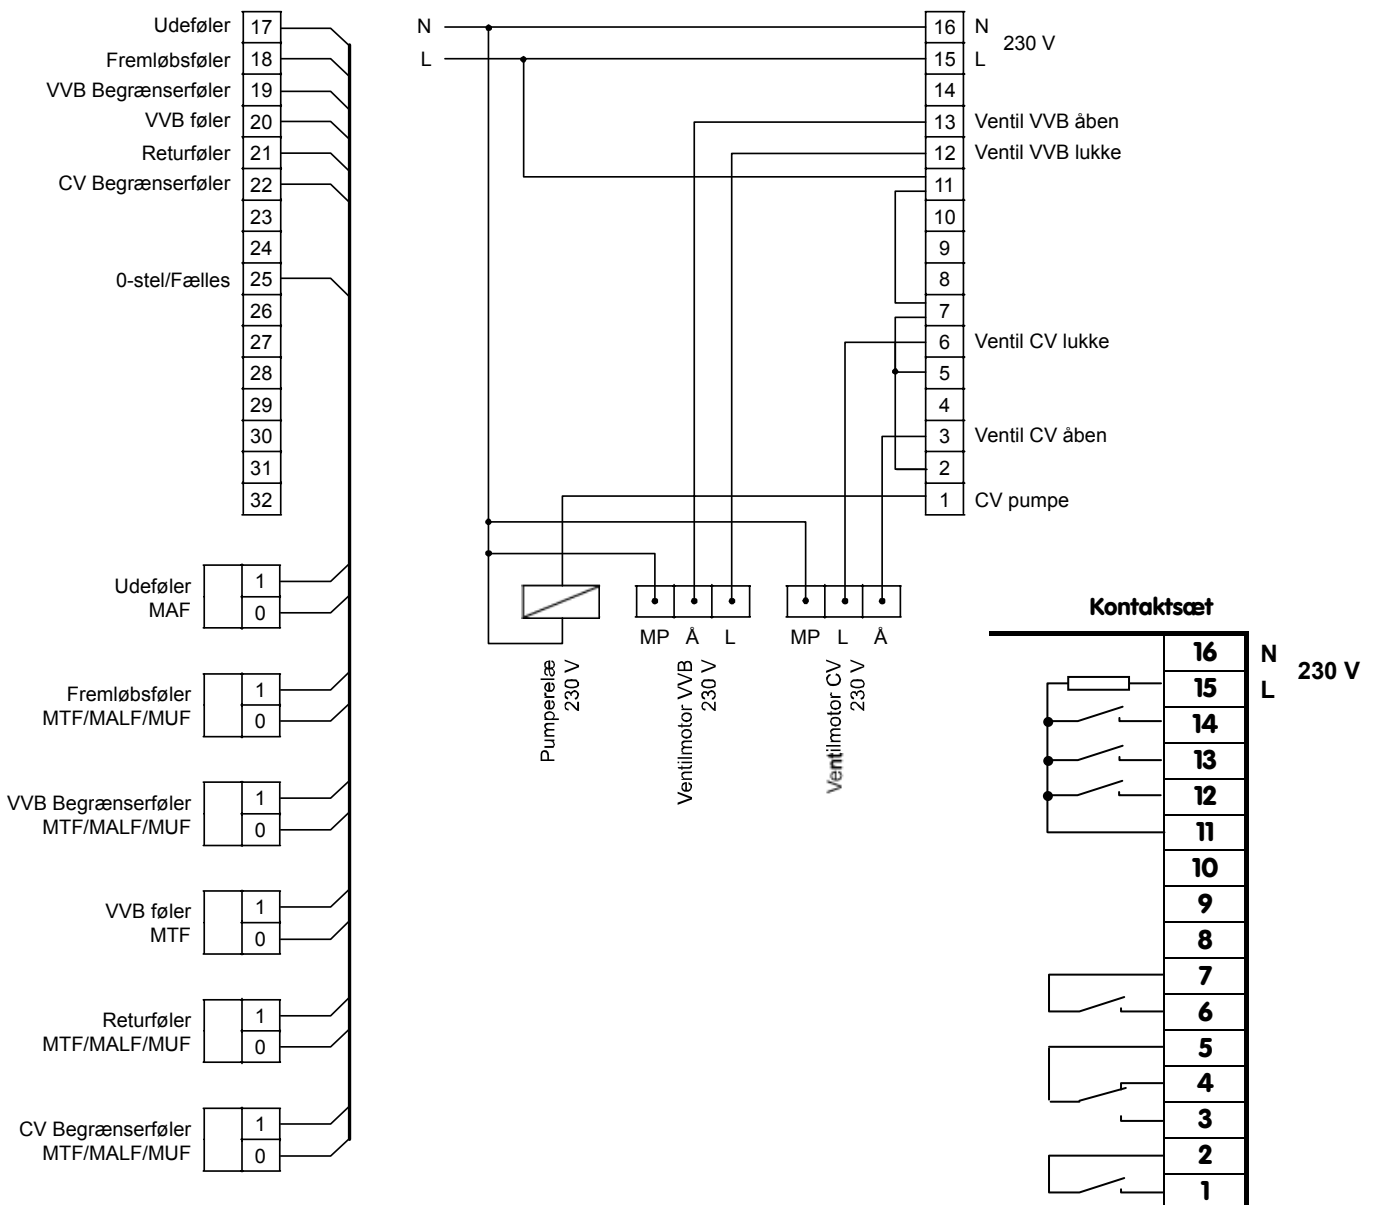 Udeføler 17
Fremløbsføler 18
VVB Begrænserføler 19
VVB føler 20
Returføler 21
CV Begrænserføler 22
23
24
0-stel/Fælles 25
26
27
28
29
30
31
32
N
L
16 N
15 L
230 V
14
13 Ventil VVB åben
12 Ventil VVB lukke
11
10
9
8
7
6 Ventil CV lukke
5
4
3 Ventil CV åben
2
1 CV pumpe
MP Å L
MP L Å
Pumperelæ
230 V
Ventilmotor VVB
230 V
Ventilmotor CV
230 V
Udeføler
MAF
1
0
Fremløbsføler
MTF/MALF/MUF
1
0
VVB Begrænserføler
MTF/MALF/MUF
1
0
VVB føler
MTF
1
0
Returføler
MTF/MALF/MUF
1
0
CV Begrænserføler
MTF/MALF/MUF
1
0
Kontaktsæt
16 N
15 L
230 V
14
13
12
11
10
9
8
7
6
5
4
3
2
1